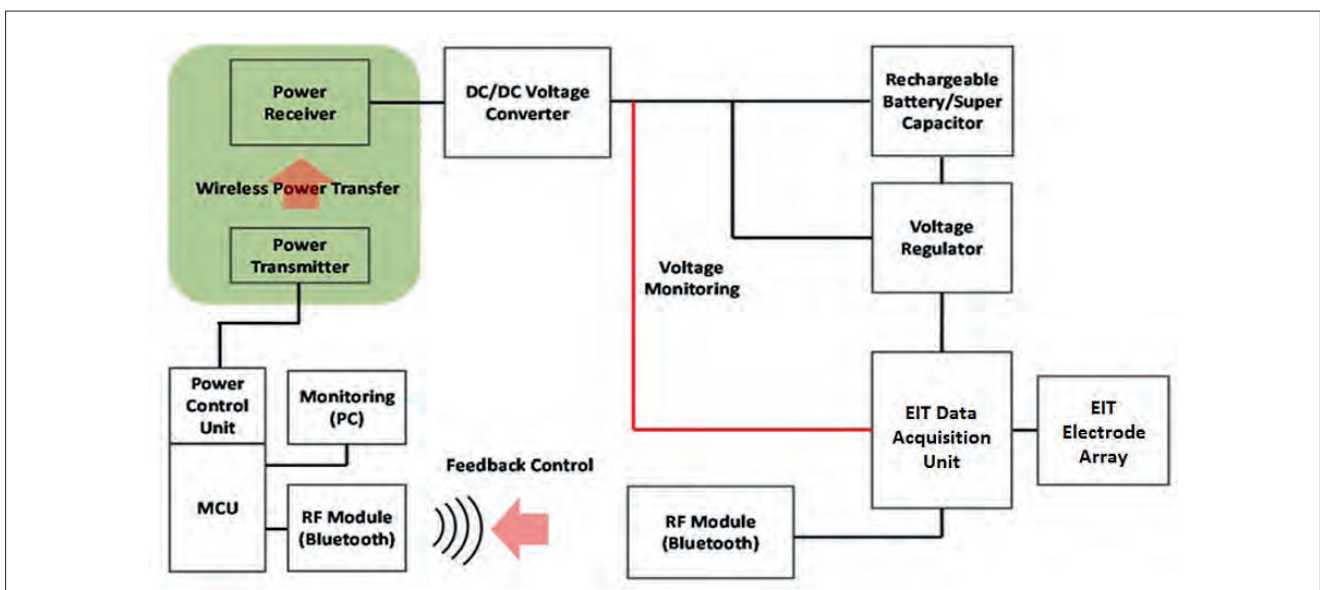 Power
Receiver
DC/DC Voltage
Converter
Rechargeable
Battery/Super
Capacitor
Wireless Power Transfer
Power
Transmitter
Voltage
Regulator
Voltage
Monitoring
Power
Control
Unit
Monitoring
(PC)
EIT Data
Acquisition
Unit
EIT
Electrode
Array
Feedback Control
MCU
RF Module
(Bluetooth)
RF Module
(Bluetooth)